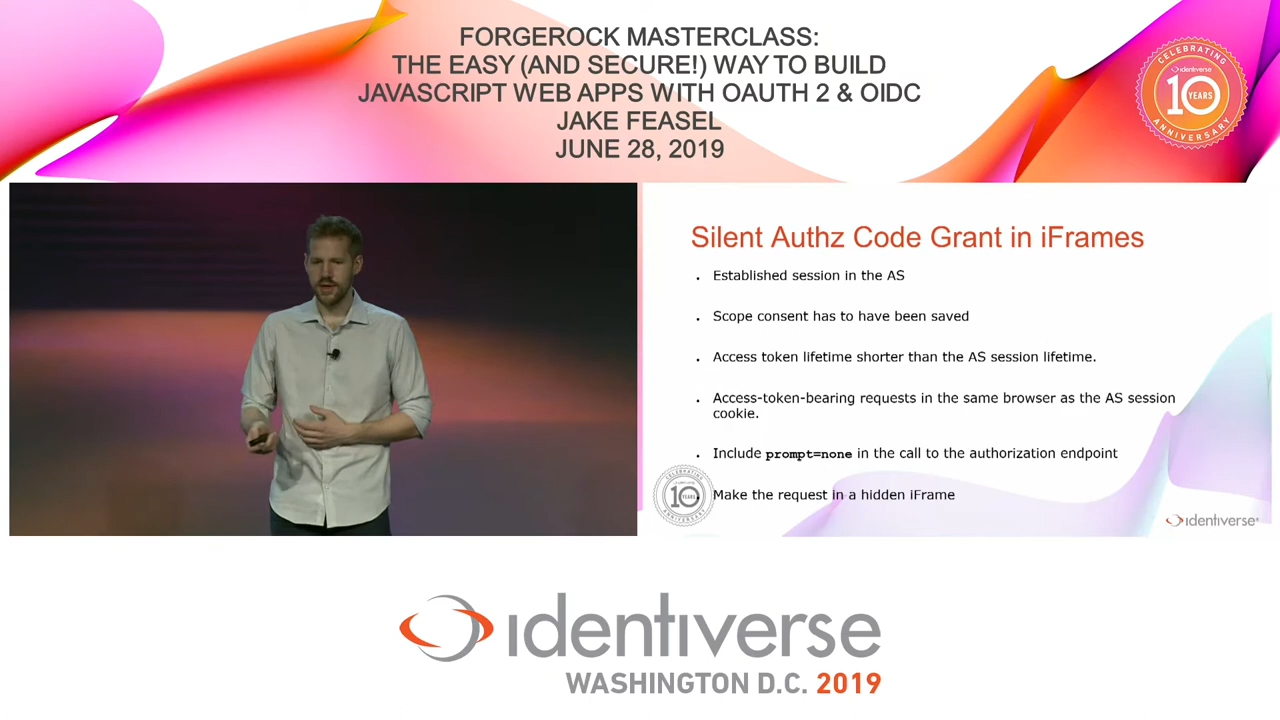 FORGEROCK MASTERCLASS:
THE EASY (AND SECURE!) WAY TO BUILD
JAVASCRIPT WEB APPS WITH OAUTH 2 & OIDC
JAKE FEASEL
JUNE 28, 2019
CELEBRATING
identiverse
10
YEARS
ANNIVERSARY
Silent Authz Code Grant in iFrames
• Established session in the AS
• Scope consent has to have been saved
• Access token lifetime shorter than the AS session lifetime.
• Access-token-bearing requests in the same browser as the AS session
cookie.
• Include prompt=none in the call to the authorization endpoint
• Make the request in a hidden iFrame
CELEBRATING
10
YEARS
ANNIVERSARY
identiverse
identiverse
WASHINGTON D.C. 2019